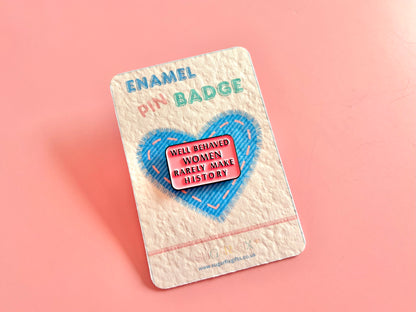 ENAMEL
PIN BADGE
WELL BEHAVED
WOMEN
RARELY MAKE
HISTORY